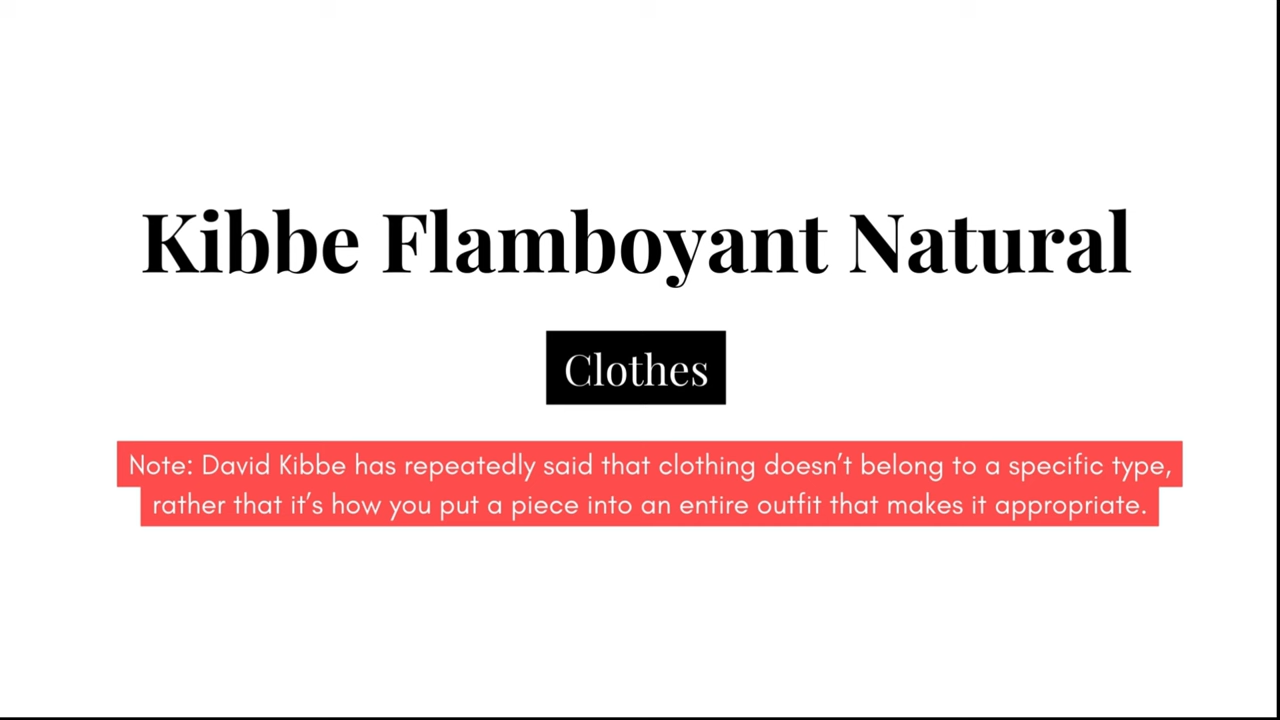 Kibbe Flamboyant Natural
Clothes
Note: David Kibbe has repeatedly said that clothing doesn’t belong to a specific type,
rather that it’s how you put a piece into an entire outfit that makes it appropriate.